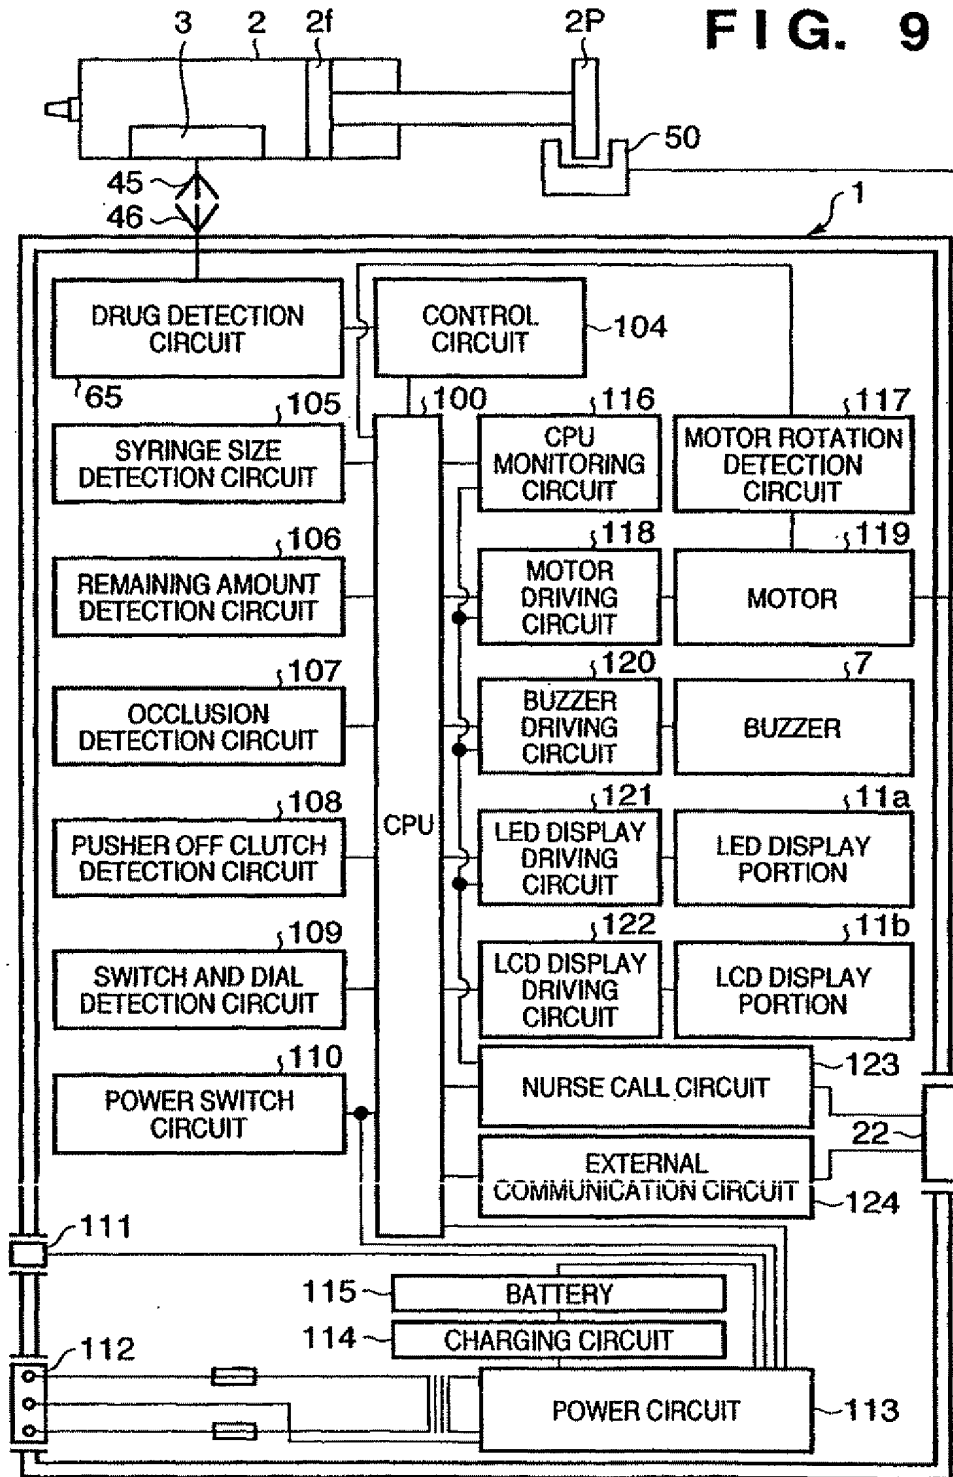 FIG. 9
3
2
2f
2P
50
45
46
1
DRUG DETECTION
CIRCUIT
65
CONTROL
CIRCUIT
104
105
SYRINGE SIZE
DETECTION CIRCUIT
100
CPU
116
CPU
MONITORING
CIRCUIT
117
MOTOR ROTATION
DETECTION
CIRCUIT
106
REMAINING AMOUNT
DETECTION CIRCUIT
118
MOTOR
DRIVING
CIRCUIT
119
MOTOR
107
OCCLUSION
DETECTION CIRCUIT
120
BUZZER
DRIVING
CIRCUIT
7
BUZZER
108
PUSHER OFF CLUTCH
DETECTION CIRCUIT
121
LED DISPLAY
DRIVING
CIRCUIT
11a
LED DISPLAY
PORTION
109
SWITCH AND DIAL
DETECTION CIRCUIT
122
LCD DISPLAY
DRIVING
CIRCUIT
11b
LCD DISPLAY
PORTION
110
POWER SWITCH
CIRCUIT
NURSE CALL CIRCUIT
123
22
EXTERNAL
COMMUNICATION CIRCUIT
124
111
115
BATTERY
114
CHARGING CIRCUIT
112
POWER CIRCUIT
113